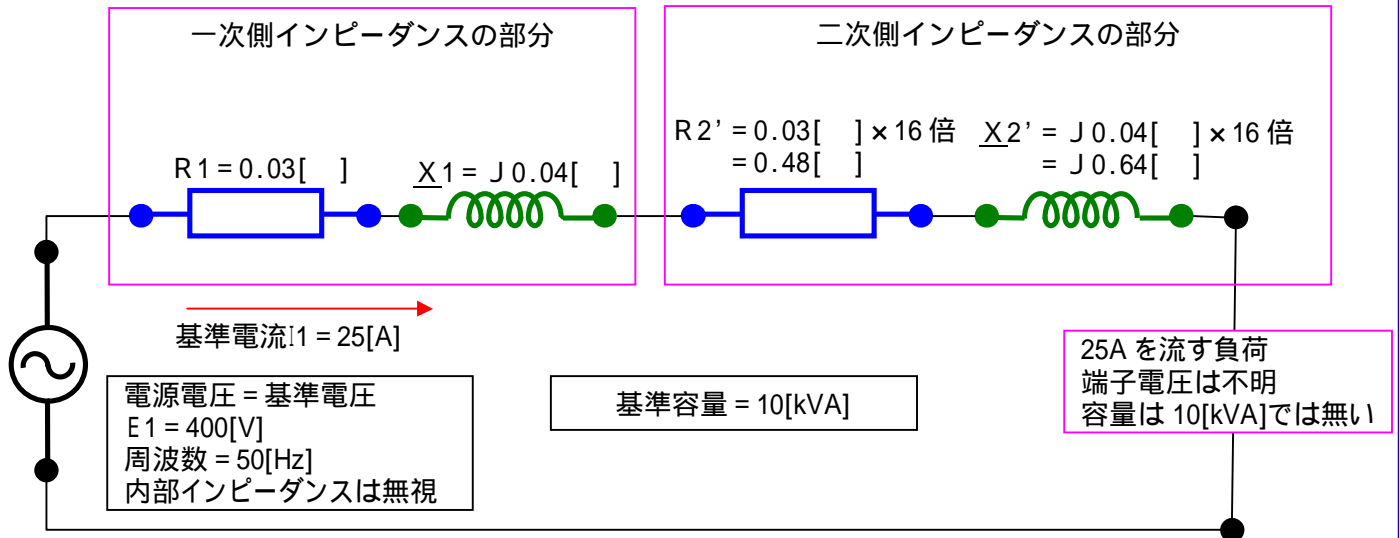 一次側インピーダンスの部分
二次側インピーダンスの部分
R1=0.03[ ]
X1=J0.04[ ]
R2'=0.03[ ]×16倍
=0.48[ ]
X2'=J0.04[ ]×16倍
=J0.64[ ]
基準電流I1=25[A]
電源電圧=基準電圧
E1=400[V]
周波数=50[Hz]
内部インピーダンスは無視
基準容量=10[kVA]
25Aを流す負荷
端子電圧は不明
容量は10[kVA]では無い